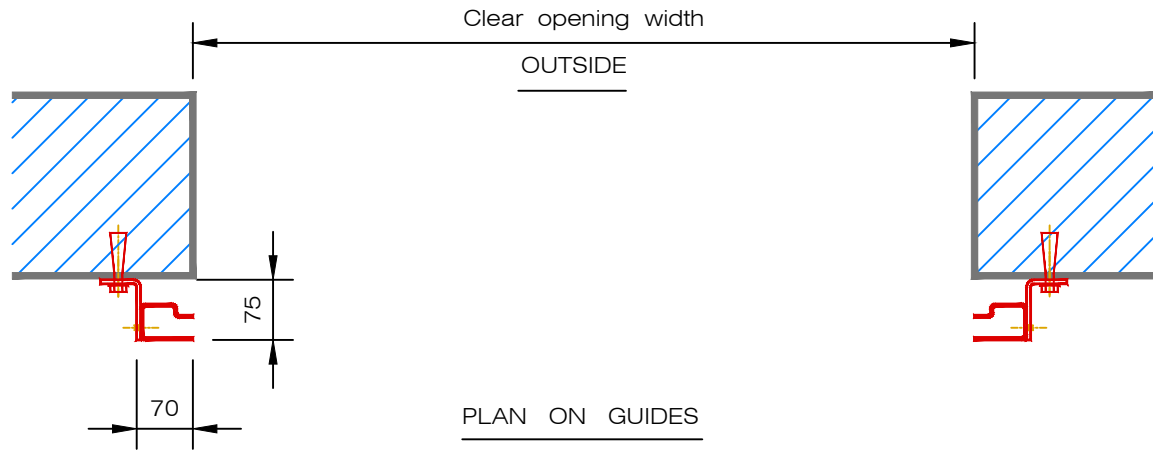 Clear opening width
OUTSIDE
75
70
PLAN ON GUIDES